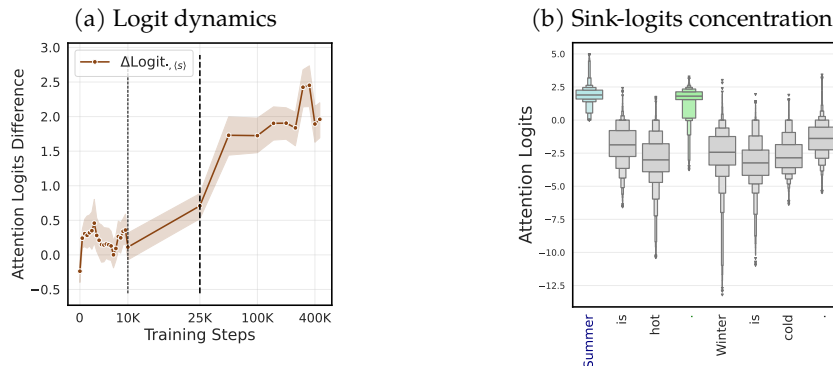 (a) Logit dynamics
3.0
2.5
2.0
1.5
1.0
0.5
0.0
−0.5
Attention Logits Difference
ΔLogit·,⟨s⟩
0 10K 25K 100K 400K
Training Steps
(b) Sink-logits concentration
5.0
2.5
0.0
−2.5
−5.0
−7.5
−10.0
−12.5
Attention Logits
Summer
is
hot
.
Winter
is
cold
.